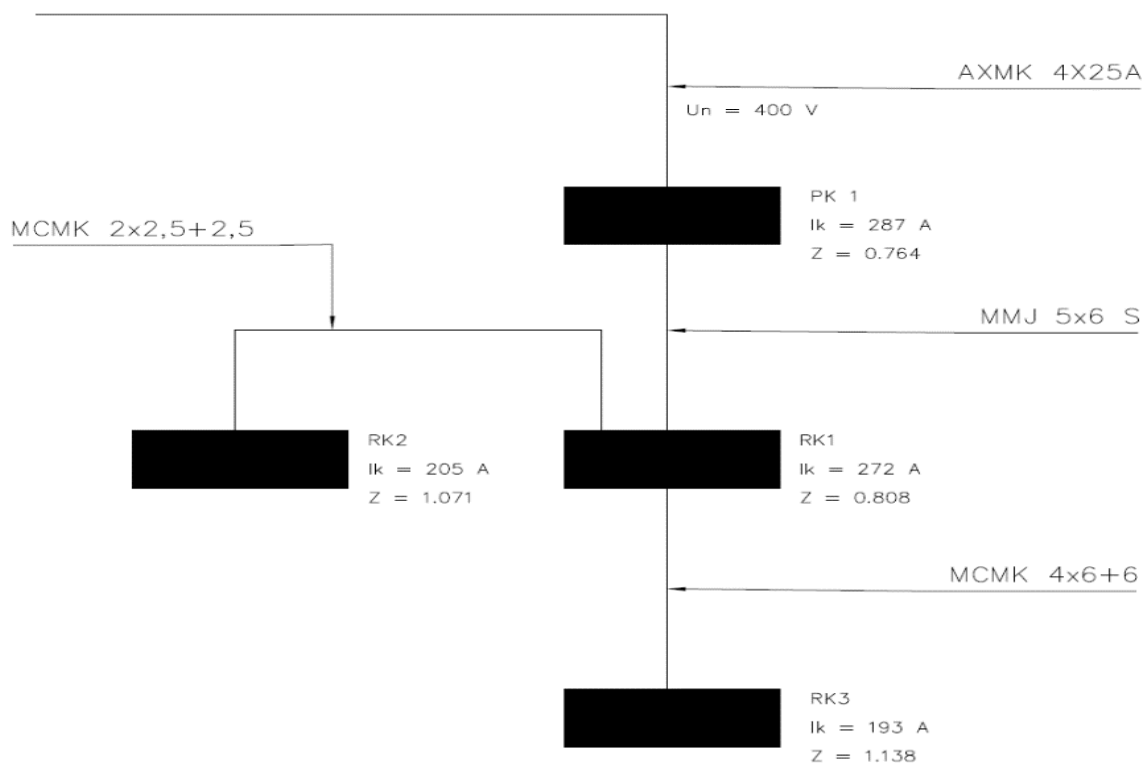 AXMK 4X25A
Un = 400 V
PK 1
Ik = 287 A
Z = 0.764
MCMK 2x2,5+2,5
MMJ 5x6 S
RK2
Ik = 205 A
Z = 1.071
RK1
Ik = 272 A
Z = 0.808
MCMK 4x6+6
RK3
Ik = 193 A
Z = 1.138